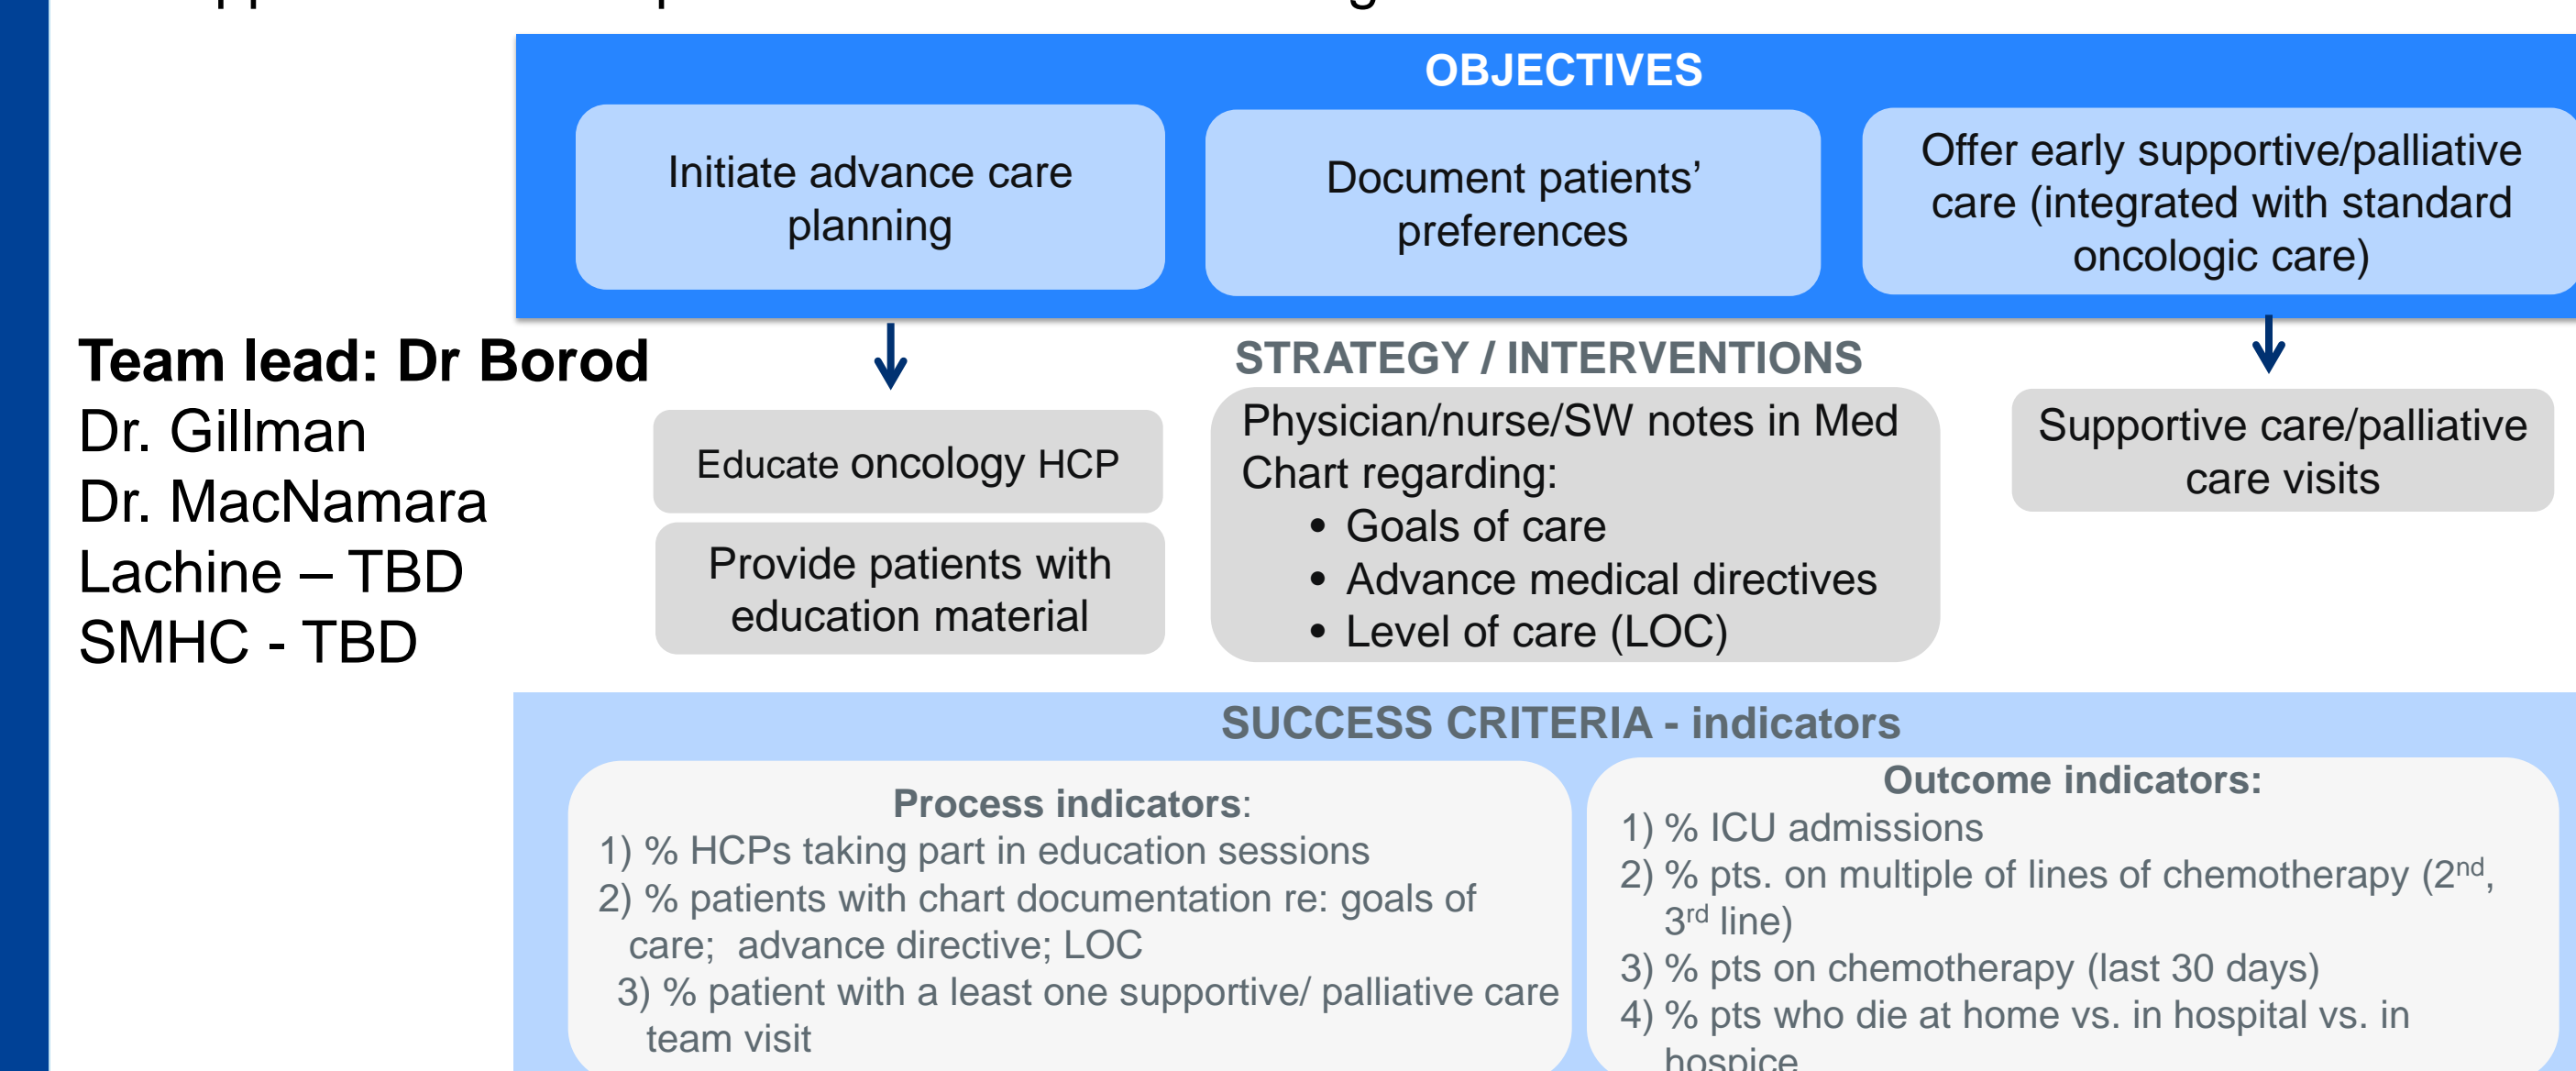 OBJECTIVES
Initiate advance care
planning
Document patients’
preferences
Offer early supportive/palliative
care (integrated with standard
oncologic care)
Team lead: Dr Borod
Dr. Gillman
Dr. MacNamara
Lachine – TBD
SMHC - TBD
STRATEGY / INTERVENTIONS
Educate oncology HCP
Provide patients with
education material
Physician/nurse/SW notes in Med
Chart regarding:
• Goals of care
• Advance medical directives
• Level of care (LOC)
Supportive care/palliative
care visits
SUCCESS CRITERIA - indicators
Process indicators:
1) % HCPs taking part in education sessions
2) % patients with chart documentation re: goals of
care;  advance directive; LOC
3) % patient with a least one supportive/ palliative care
team visit
Outcome indicators:
1) % ICU admissions
2) % pts. on multiple of lines of chemotherapy (2nd,
3rd line)
3) % pts on chemotherapy (last 30 days)
4) % pts who die at home vs. in hospital vs. in
hospice